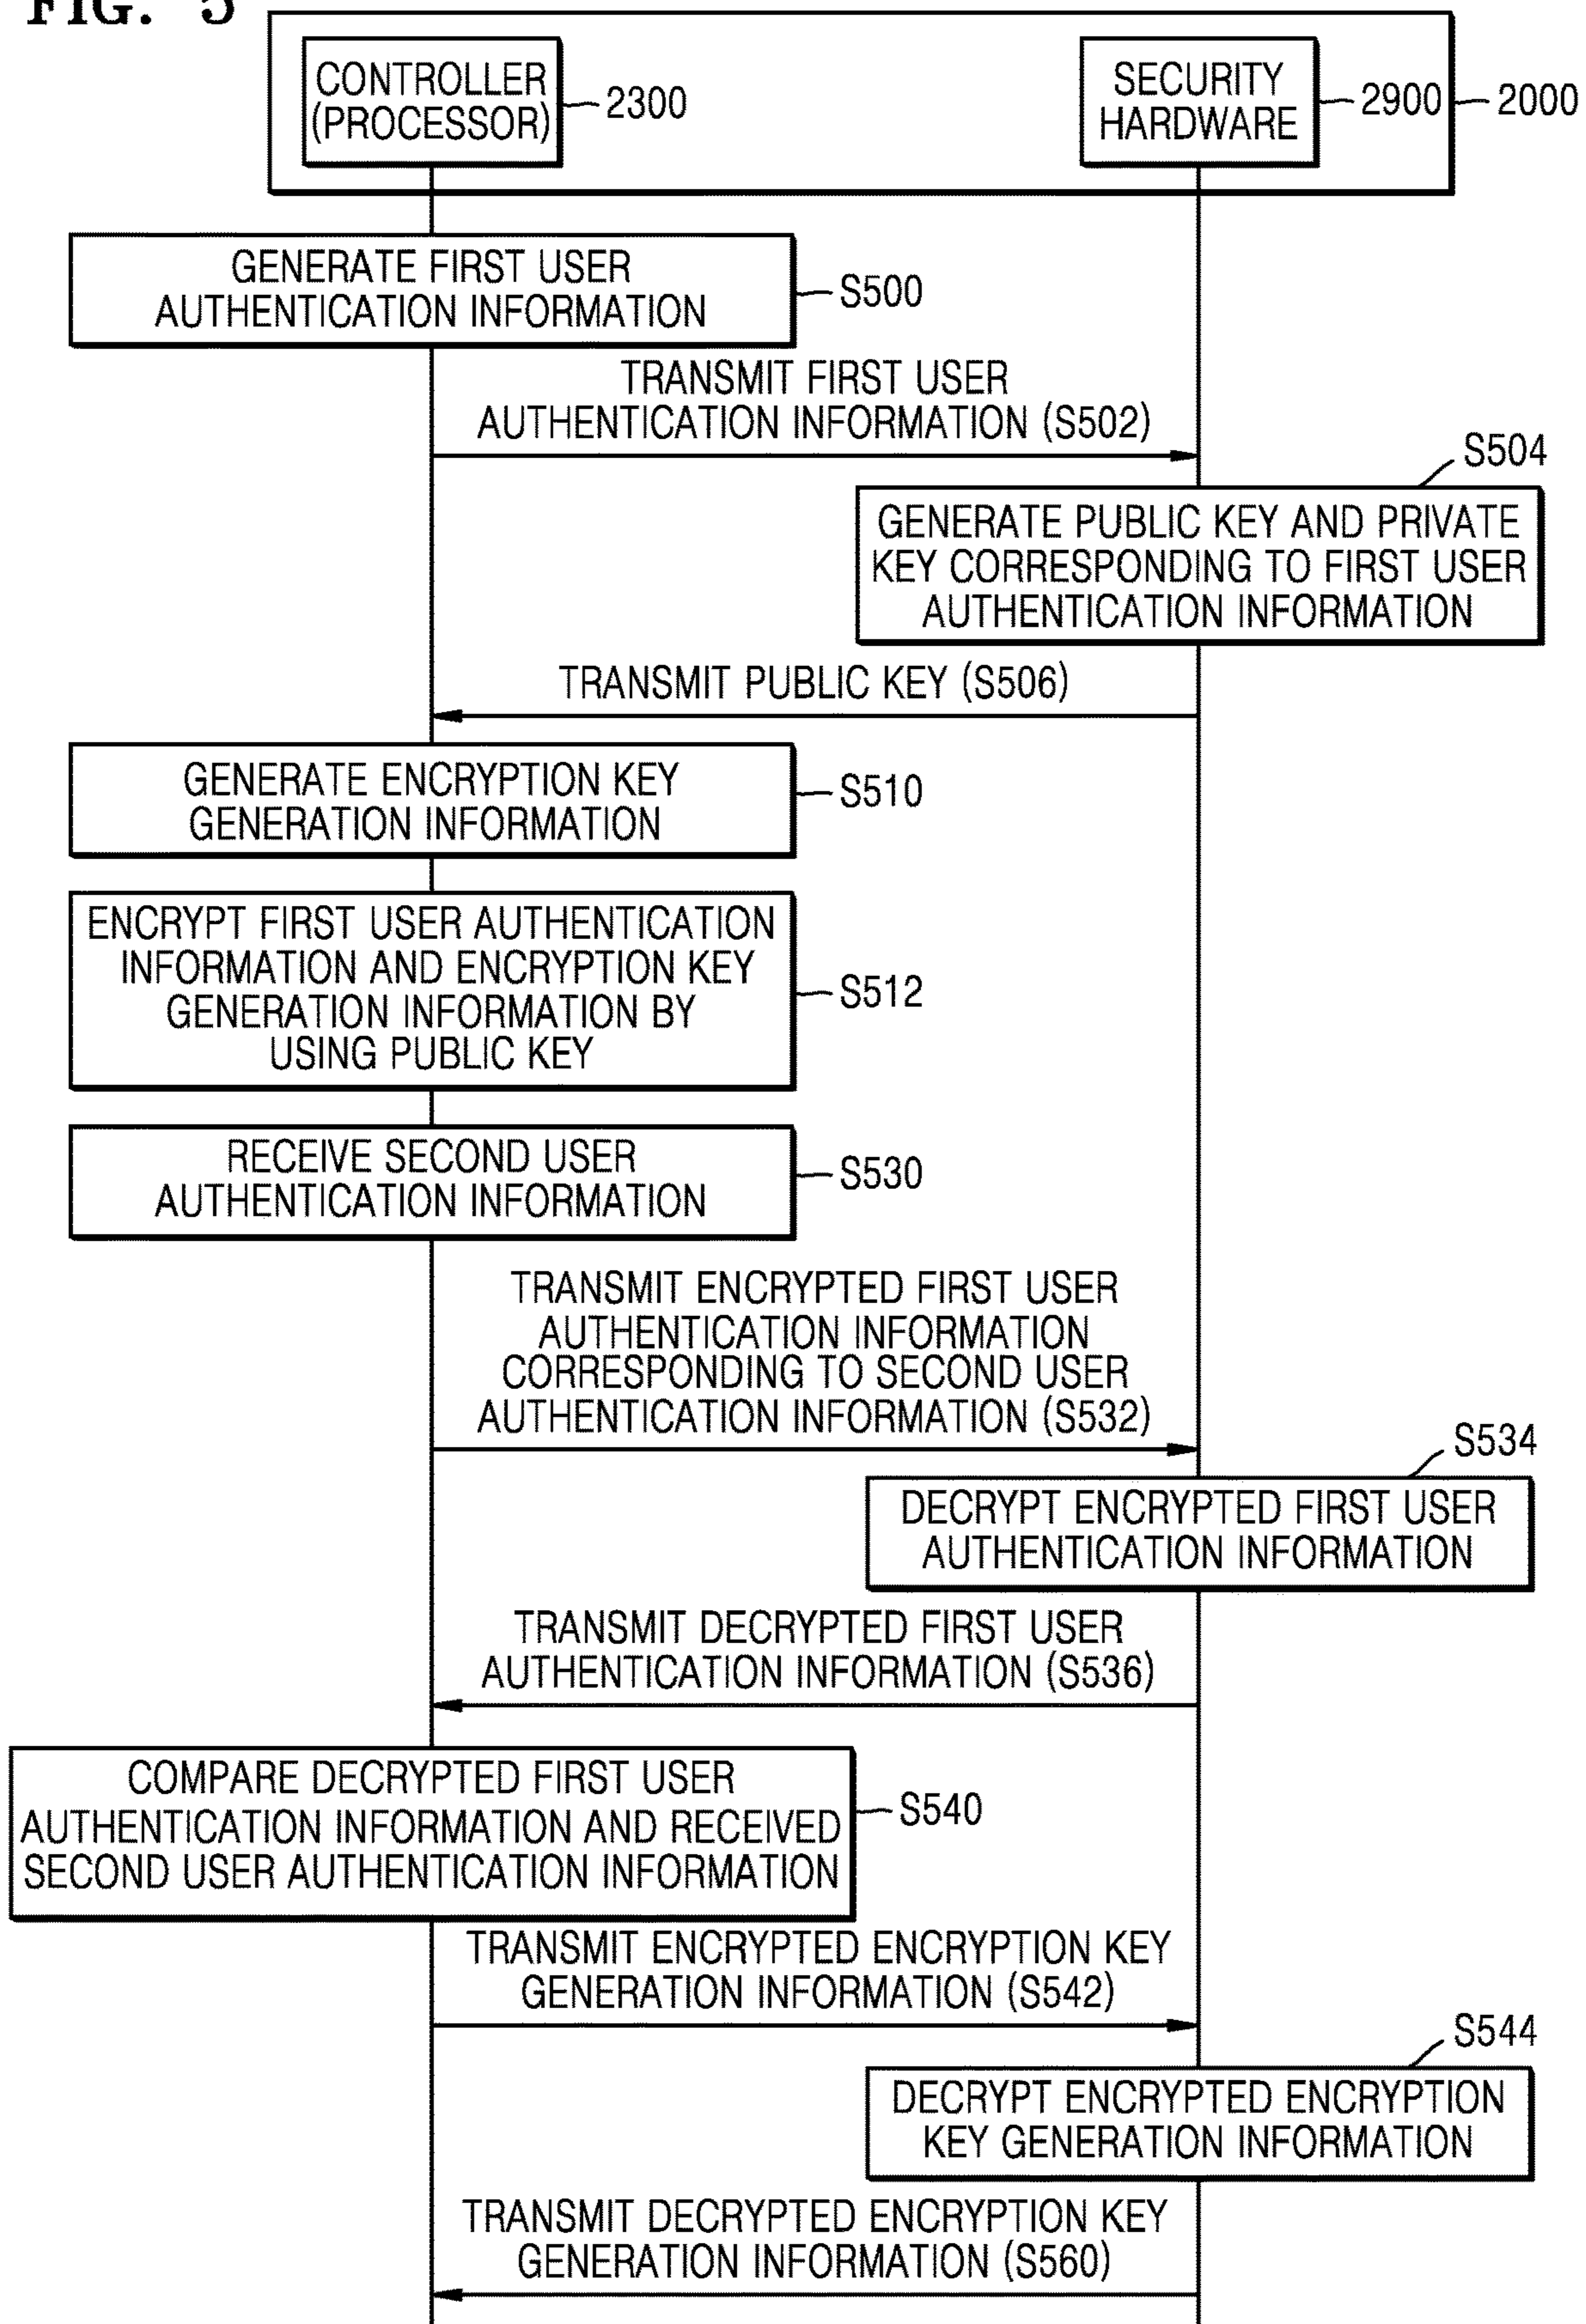 FIG. 5
CONTROLLER
(PROCESSOR)
2300
SECURITY
HARDWARE
2900
2000
GENERATE FIRST USER
AUTHENTICATION INFORMATION
S500
TRANSMIT FIRST USER
AUTHENTICATION INFORMATION (S502)
S504
GENERATE PUBLIC KEY AND PRIVATE
KEY CORRESPONDING TO FIRST USER
AUTHENTICATION INFORMATION
TRANSMIT PUBLIC KEY (S506)
GENERATE ENCRYPTION KEY
GENERATION INFORMATION
S510
ENCRYPT FIRST USER AUTHENTICATION
INFORMATION AND ENCRYPTION KEY
GENERATION INFORMATION BY
USING PUBLIC KEY
S512
RECEIVE SECOND USER
AUTHENTICATION INFORMATION
S530
TRANSMIT ENCRYPTED FIRST USER
AUTHENTICATION INFORMATION
CORRESPONDING TO SECOND USER
AUTHENTICATION INFORMATION (S532)
S534
DECRYPT ENCRYPTED FIRST USER
AUTHENTICATION INFORMATION
TRANSMIT DECRYPTED FIRST USER
AUTHENTICATION INFORMATION (S536)
COMPARE DECRYPTED FIRST USER
AUTHENTICATION INFORMATION AND RECEIVED
SECOND USER AUTHENTICATION INFORMATION
S540
TRANSMIT ENCRYPTED ENCRYPTION KEY
GENERATION INFORMATION (S542)
S544
DECRYPT ENCRYPTED ENCRYPTION
KEY GENERATION INFORMATION
TRANSMIT DECRYPTED ENCRYPTION KEY
GENERATION INFORMATION (S560)